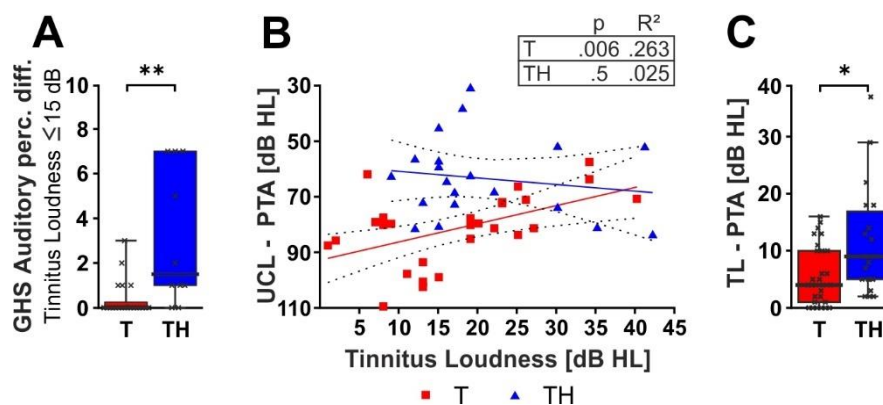 A
GHS Auditory perc. diff.
Tinnitus Loudness ≤15 dB
10
8
6
4
2
0
**
T TH
B
p R²
T .006 .263
TH .5 .025
UCL - PTA [dB HL]
30
50
70
90
110
5 10 15 20 25 30 35 40 45
Tinnitus Loudness [dB HL]
T TH
C
TL - PTA [dB HL]
40
30
20
10
0
*
T TH